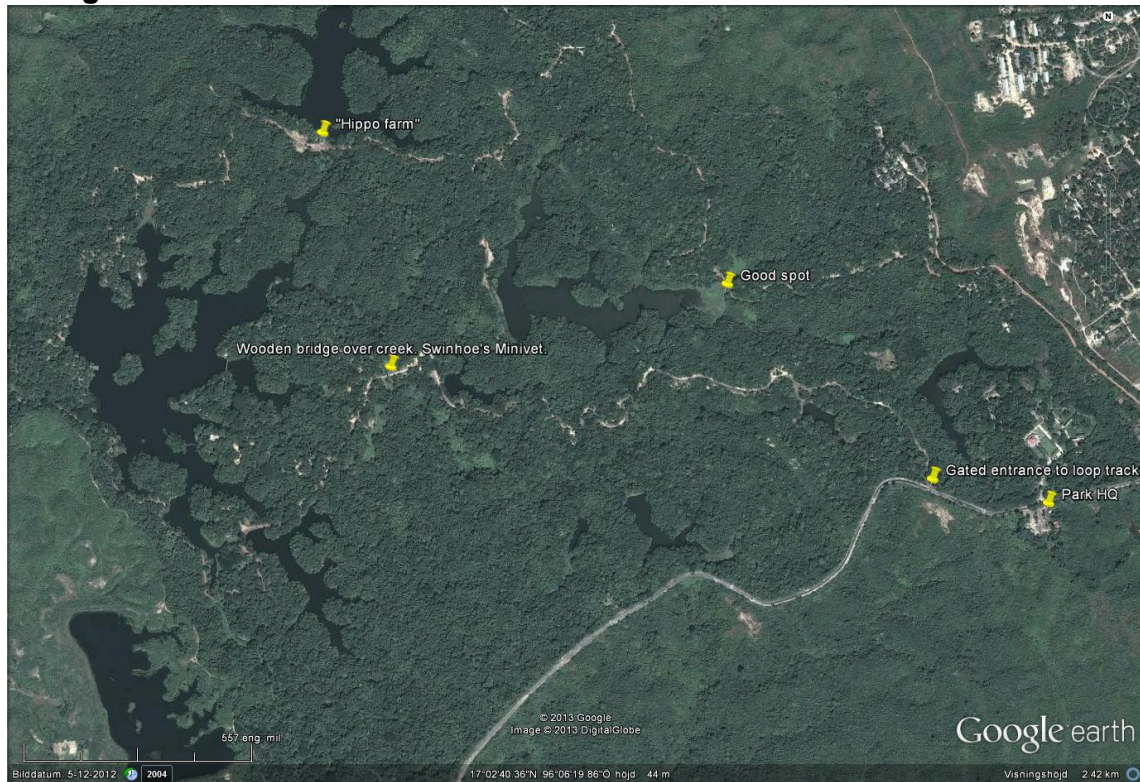 N
"Hippo farm"
Good spot
Wooden bridge over creek. Swinhoe's Minivet.
Gated entrance to loop track
Park HQ
© 2013 Google
Image © 2013 DigitalGlobe
Google earth
557 eng. mil
Bilddatum: 5-12-2012 2004
17°02'40.36"N 96°06'19.86"Ö höjd 44 m
Visningshöjd 2.42 km